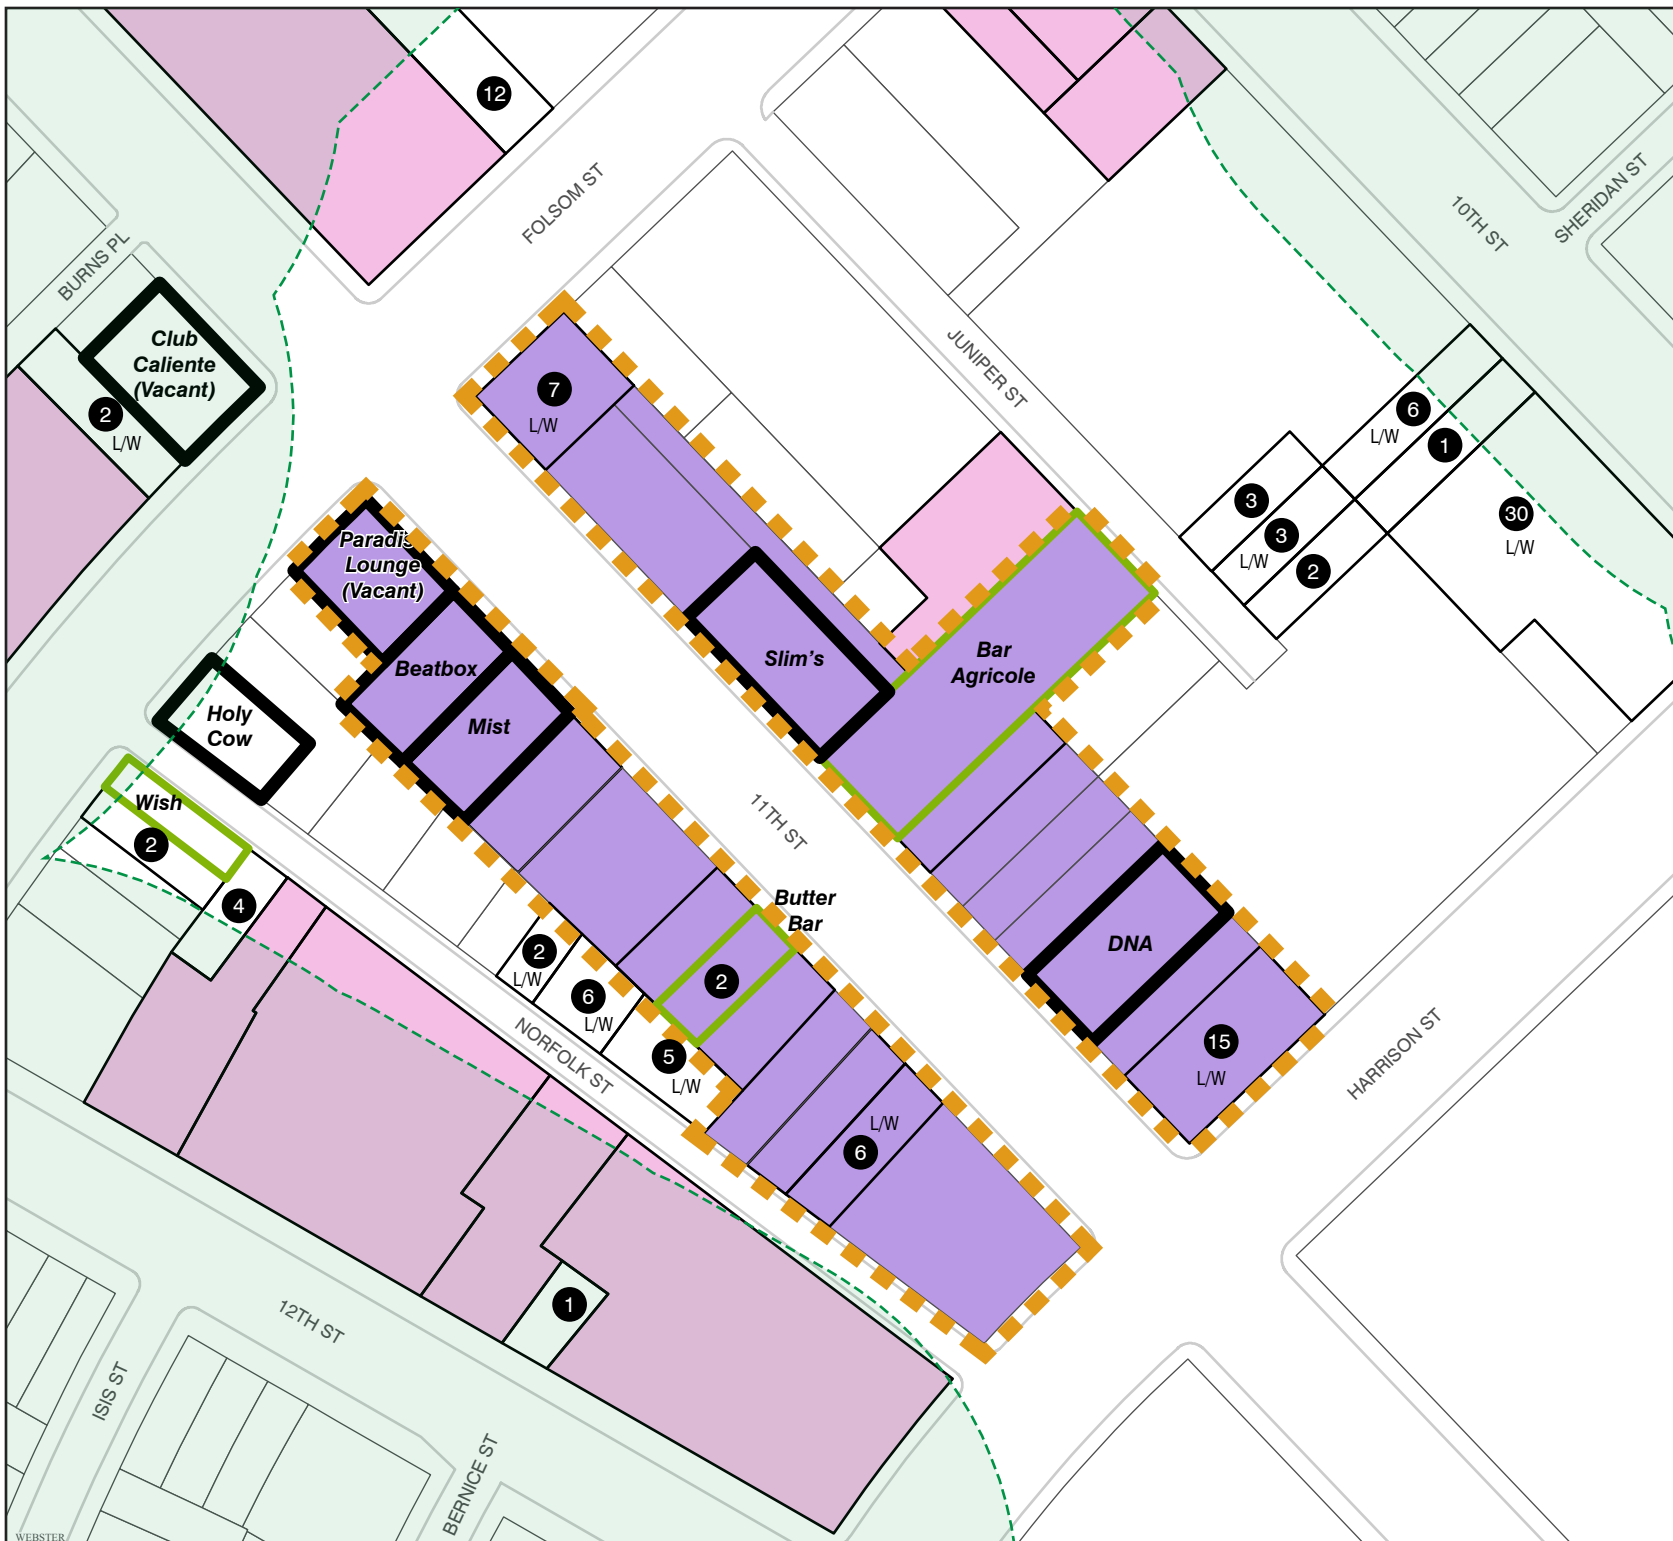 12
FOLSOM ST
10TH ST
SHERIDAN ST
BURNS PL
Club
Caliente
(Vacant)
2
L/W
JUNIPER ST
7
L/W
6
L/W
1
3
3
L/W
2
30
L/W
Paradis
Lounge
(Vacant)
Beatbox
Mist
Slim's
Bar
Agricole
Holy
Cow
Wish
2
4
11TH ST
Butter
Bar
2
2
L/W
6
L/W
5
L/W
NORFOLK ST
DNA
15
L/W
HARRISON ST
L/W
6
1
12TH ST
ISIS ST
BERNICE ST
WEBSTER